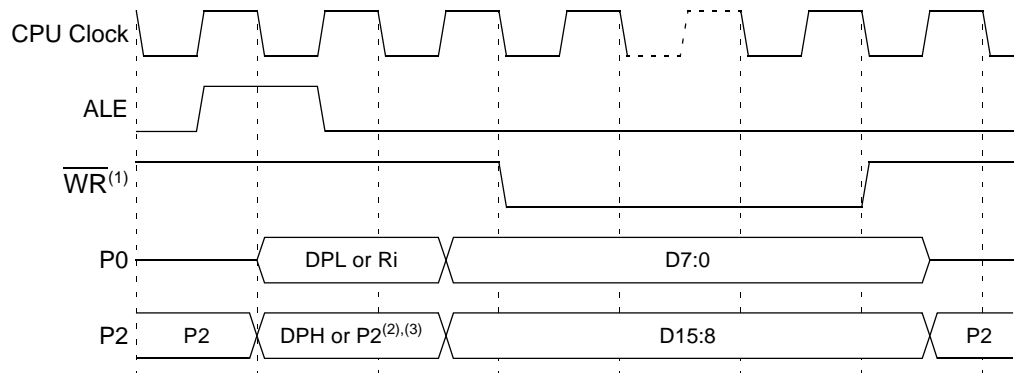 CPU Clock
ALE
WR(1)
P0 DPL or Ri D7:0
P2 P2 DPH or P2(2),(3) D15:8 P2